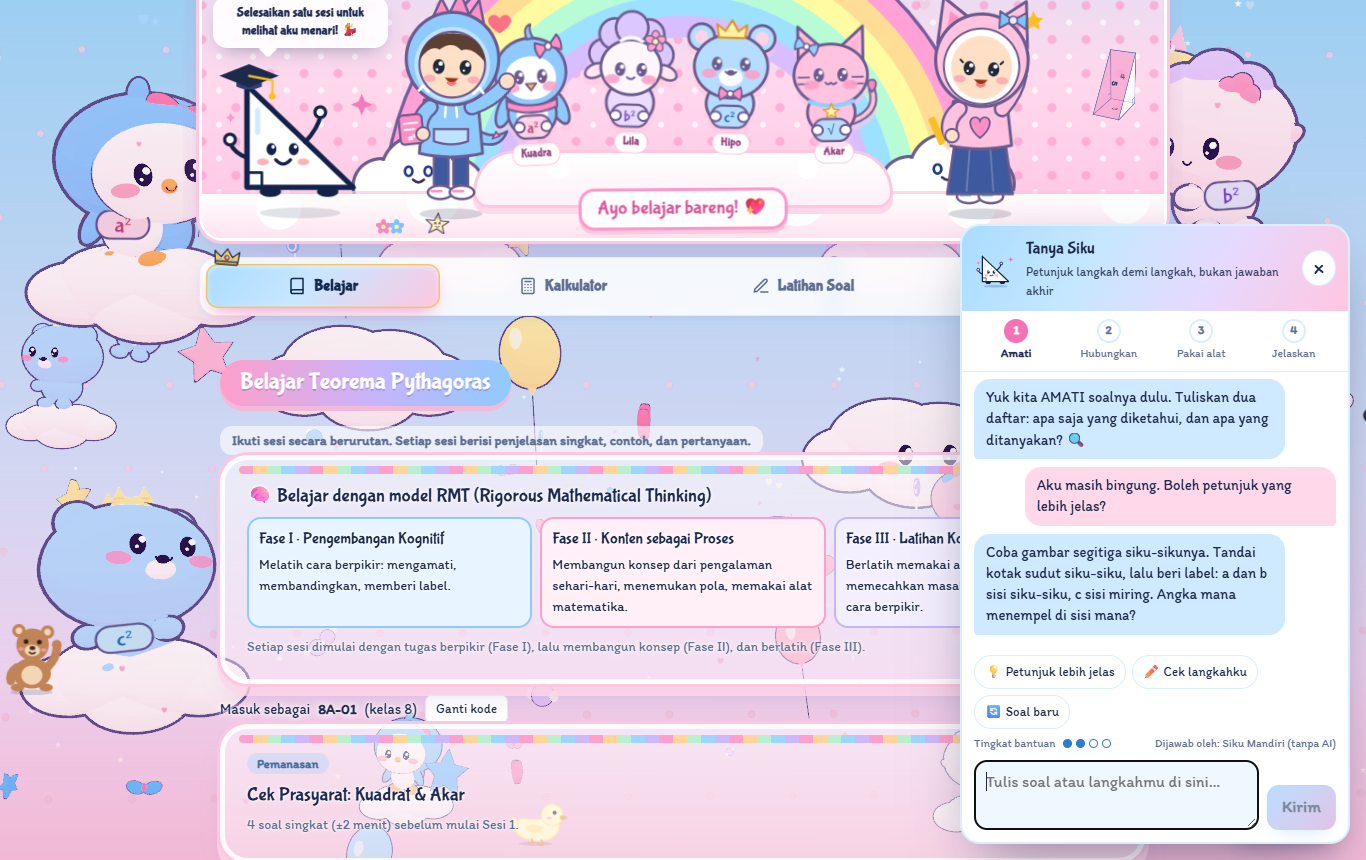 Selesaikan satu sesi untuk
melihat aku menari! 💃
a²
b²
c²
√
Kuadra
Lila
Hipo
Akar
Ayo belajar bareng! 💖
a²
b²
c²
Belajar
Kalkulator
Latihan Soal
Belajar Teorema Pythagoras
Ikuti sesi secara berurutan. Setiap sesi berisi penjelasan singkat, contoh, dan pertanyaan.
🧠 Belajar dengan model RMT (Rigorous Mathematical Thinking)
Fase I · Pengembangan Kognitif
Melatih cara berpikir: mengamati,
membandingkan, memberi label.
Fase II · Konten sebagai Proses
Membangun konsep dari pengalaman
sehari-hari, menemukan pola, memakai alat
matematika.
Fase III · Latihan
Berlatih memakai
memecahkan
cara berpikir.
Setiap sesi dimulai dengan tugas berpikir (Fase I), lalu membangun konsep (Fase II), dan berlatih (Fase III).
Masuk sebagai 8A-01 (kelas 8) Ganti kode
Pemanasan
Cek Prasyarat: Kuadrat & Akar
4 soal singkat (±2 menit) sebelum mulai Sesi 1.
Tanya Siku
Petunjuk langkah demi langkah, bukan jawaban
akhir
1 2 3 4
Amati Hubungkan Pakai alat Jelaskan
Yuk kita AMATI soalnya dulu. Tuliskan dua
daftar: apa saja yang diketahui, dan apa yang
ditanyakan? 🔍
Aku masih bingung. Boleh petunjuk yang
lebih jelas?
Coba gambar segitiga siku-sikunya. Tandai
kotak sudut siku-siku, lalu beri label: a dan b
sisi siku-siku, c sisi miring. Angka mana
menempel di sisi mana?
💡 Petunjuk lebih jelas
✏️ Cek langkahku
🔄 Soal baru
Tingkat bantuan
Dijawab oleh: Siku Mandiri (tanpa AI)
Tulis soal atau langkahmu di sini...
Kirim